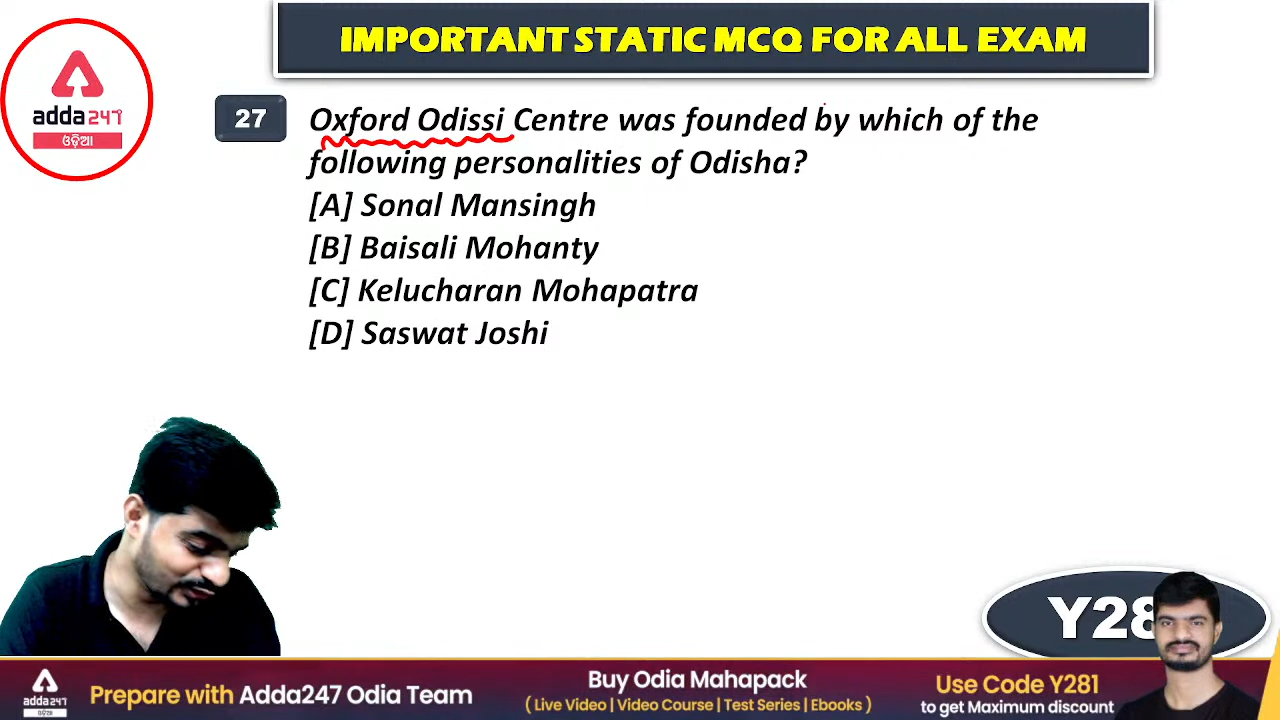 IMPORTANT STATIC MCQ FOR ALL EXAM
27
Oxford Odissi Centre was founded by which of the
following personalities of Odisha?
[A] Sonal Mansingh
[B] Baisali Mohanty
[C] Kelucharan Mohapatra
[D] Saswat Joshi
adda247
ଓଡ଼ିଆ
Y28
adda247
Prepare with Adda247 Odia Team
Buy Odia Mahapack
( Live Video | Video Course | Test Series | Ebooks )
Use Code Y281
to get Maximum discount